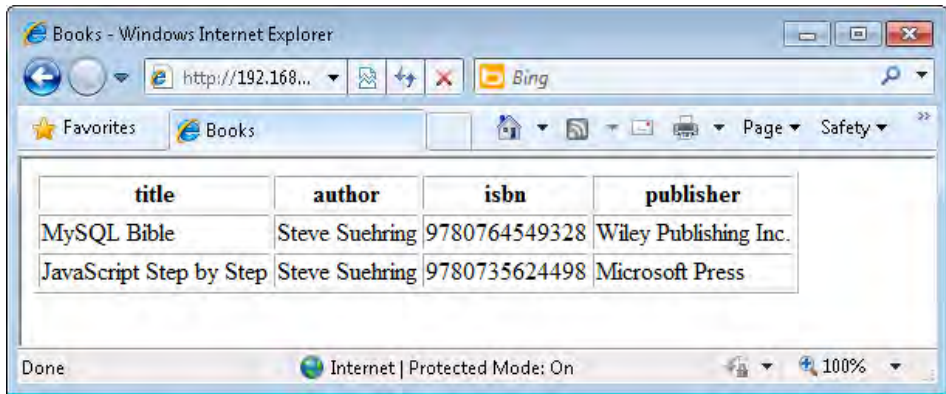 Books - Windows Internet Explorer
http://192.168... Bing
Favorites Books Page Safety »
title author isbn publisher
MySQL Bible Steve Suehring 9780764549328 Wiley Publishing Inc.
JavaScript Step by Step Steve Suehring 9780735624498 Microsoft Press
Done Internet | Protected Mode: On 100%